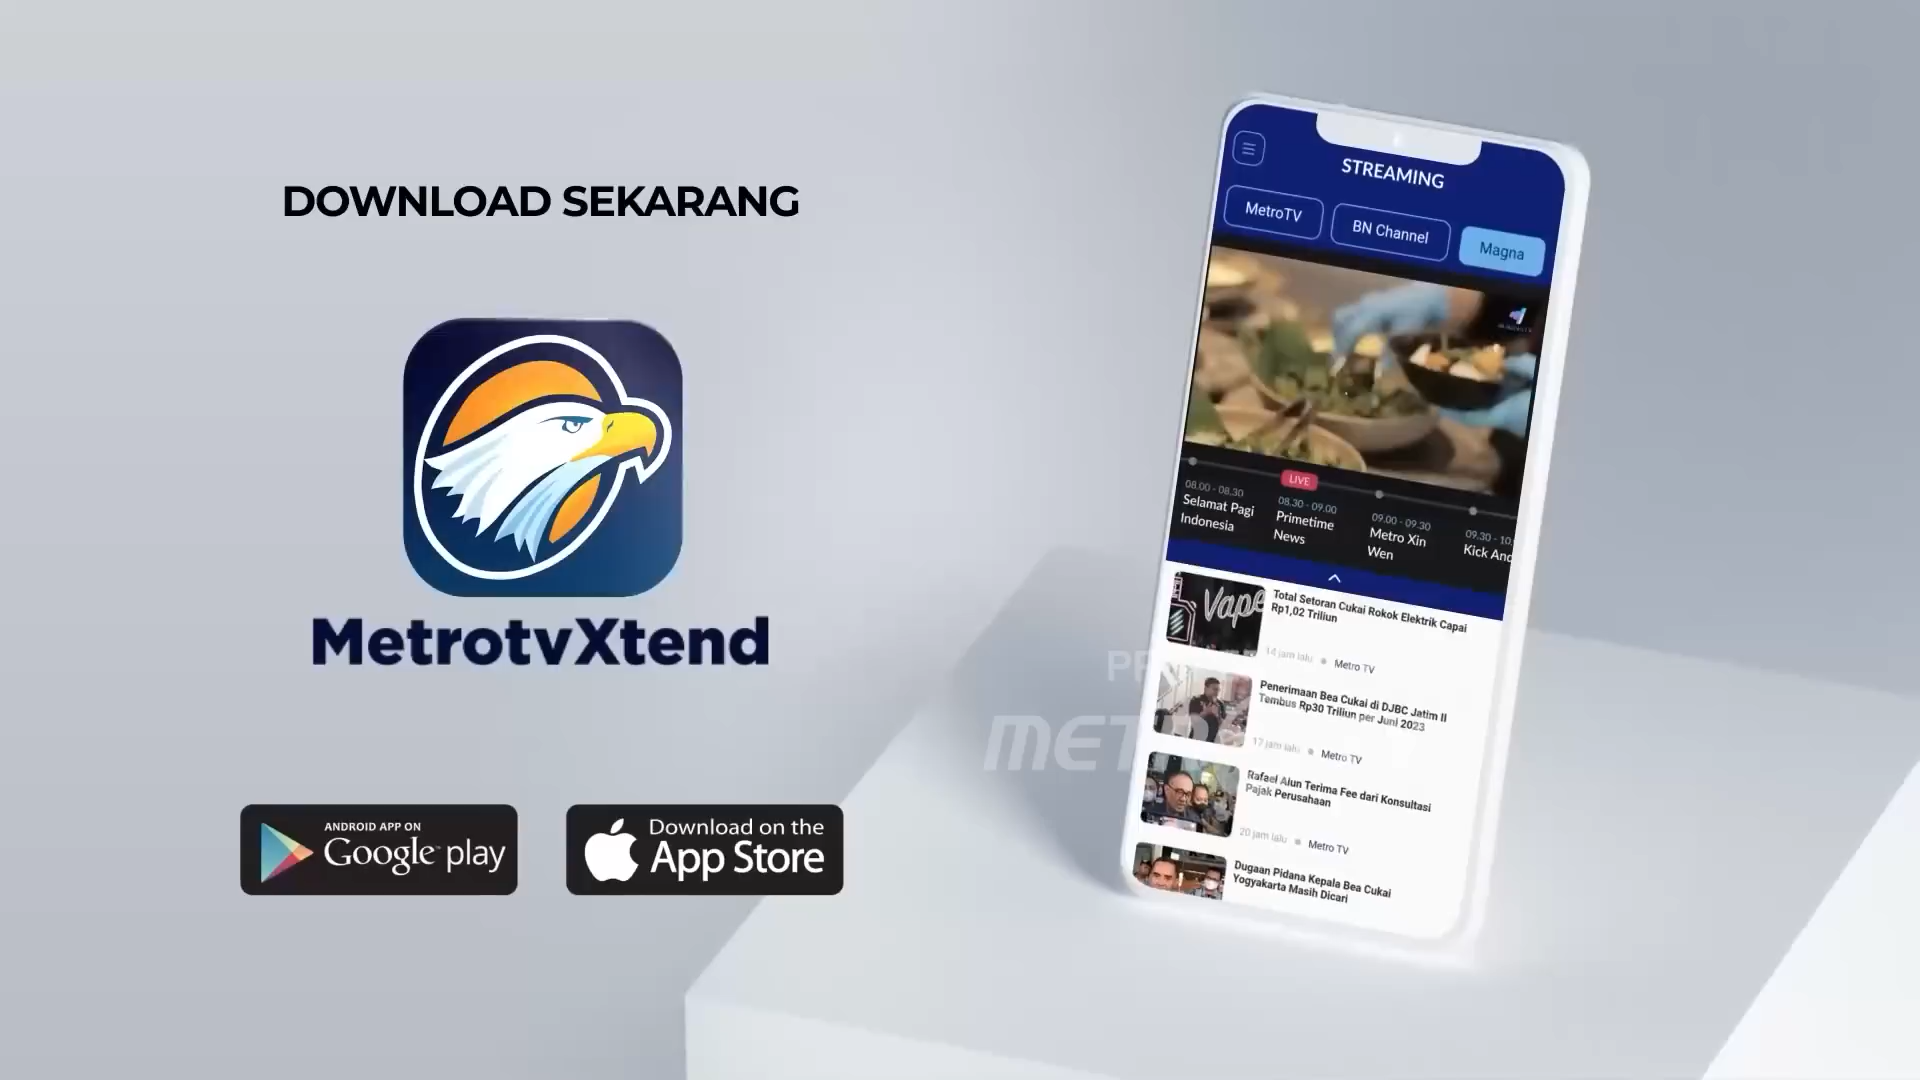 DOWNLOAD SEKARANG
MetrotvXtend
ANDROID APP ON
Google play
Download on the
App Store
STREAMING
MetroTV
BN Channel
Magna
LIVE
08.00 - 08.30
Selamat Pagi
Indonesia
08.30 - 09.00
Primetime
News
09.00 - 09.30
Metro Xin
Wen
09.30 - 10.
Kick And
Vape
Total Setoran Cukai Rokok Elektrik Capai
Rp1,02 Triliun
14 jam lalu
Metro TV
Penerimaan Bea Cukai di DJBC Jatim II
Tembus Rp30 Triliun per Juni 2023
17 jam lalu
Metro TV
Rafael Alun Terima Fee dari Konsultasi
Pajak Perusahaan
20 jam lalu
Metro TV
Dugaan Pidana Kepala Bea Cukai
Yogyakarta Masih Dicari